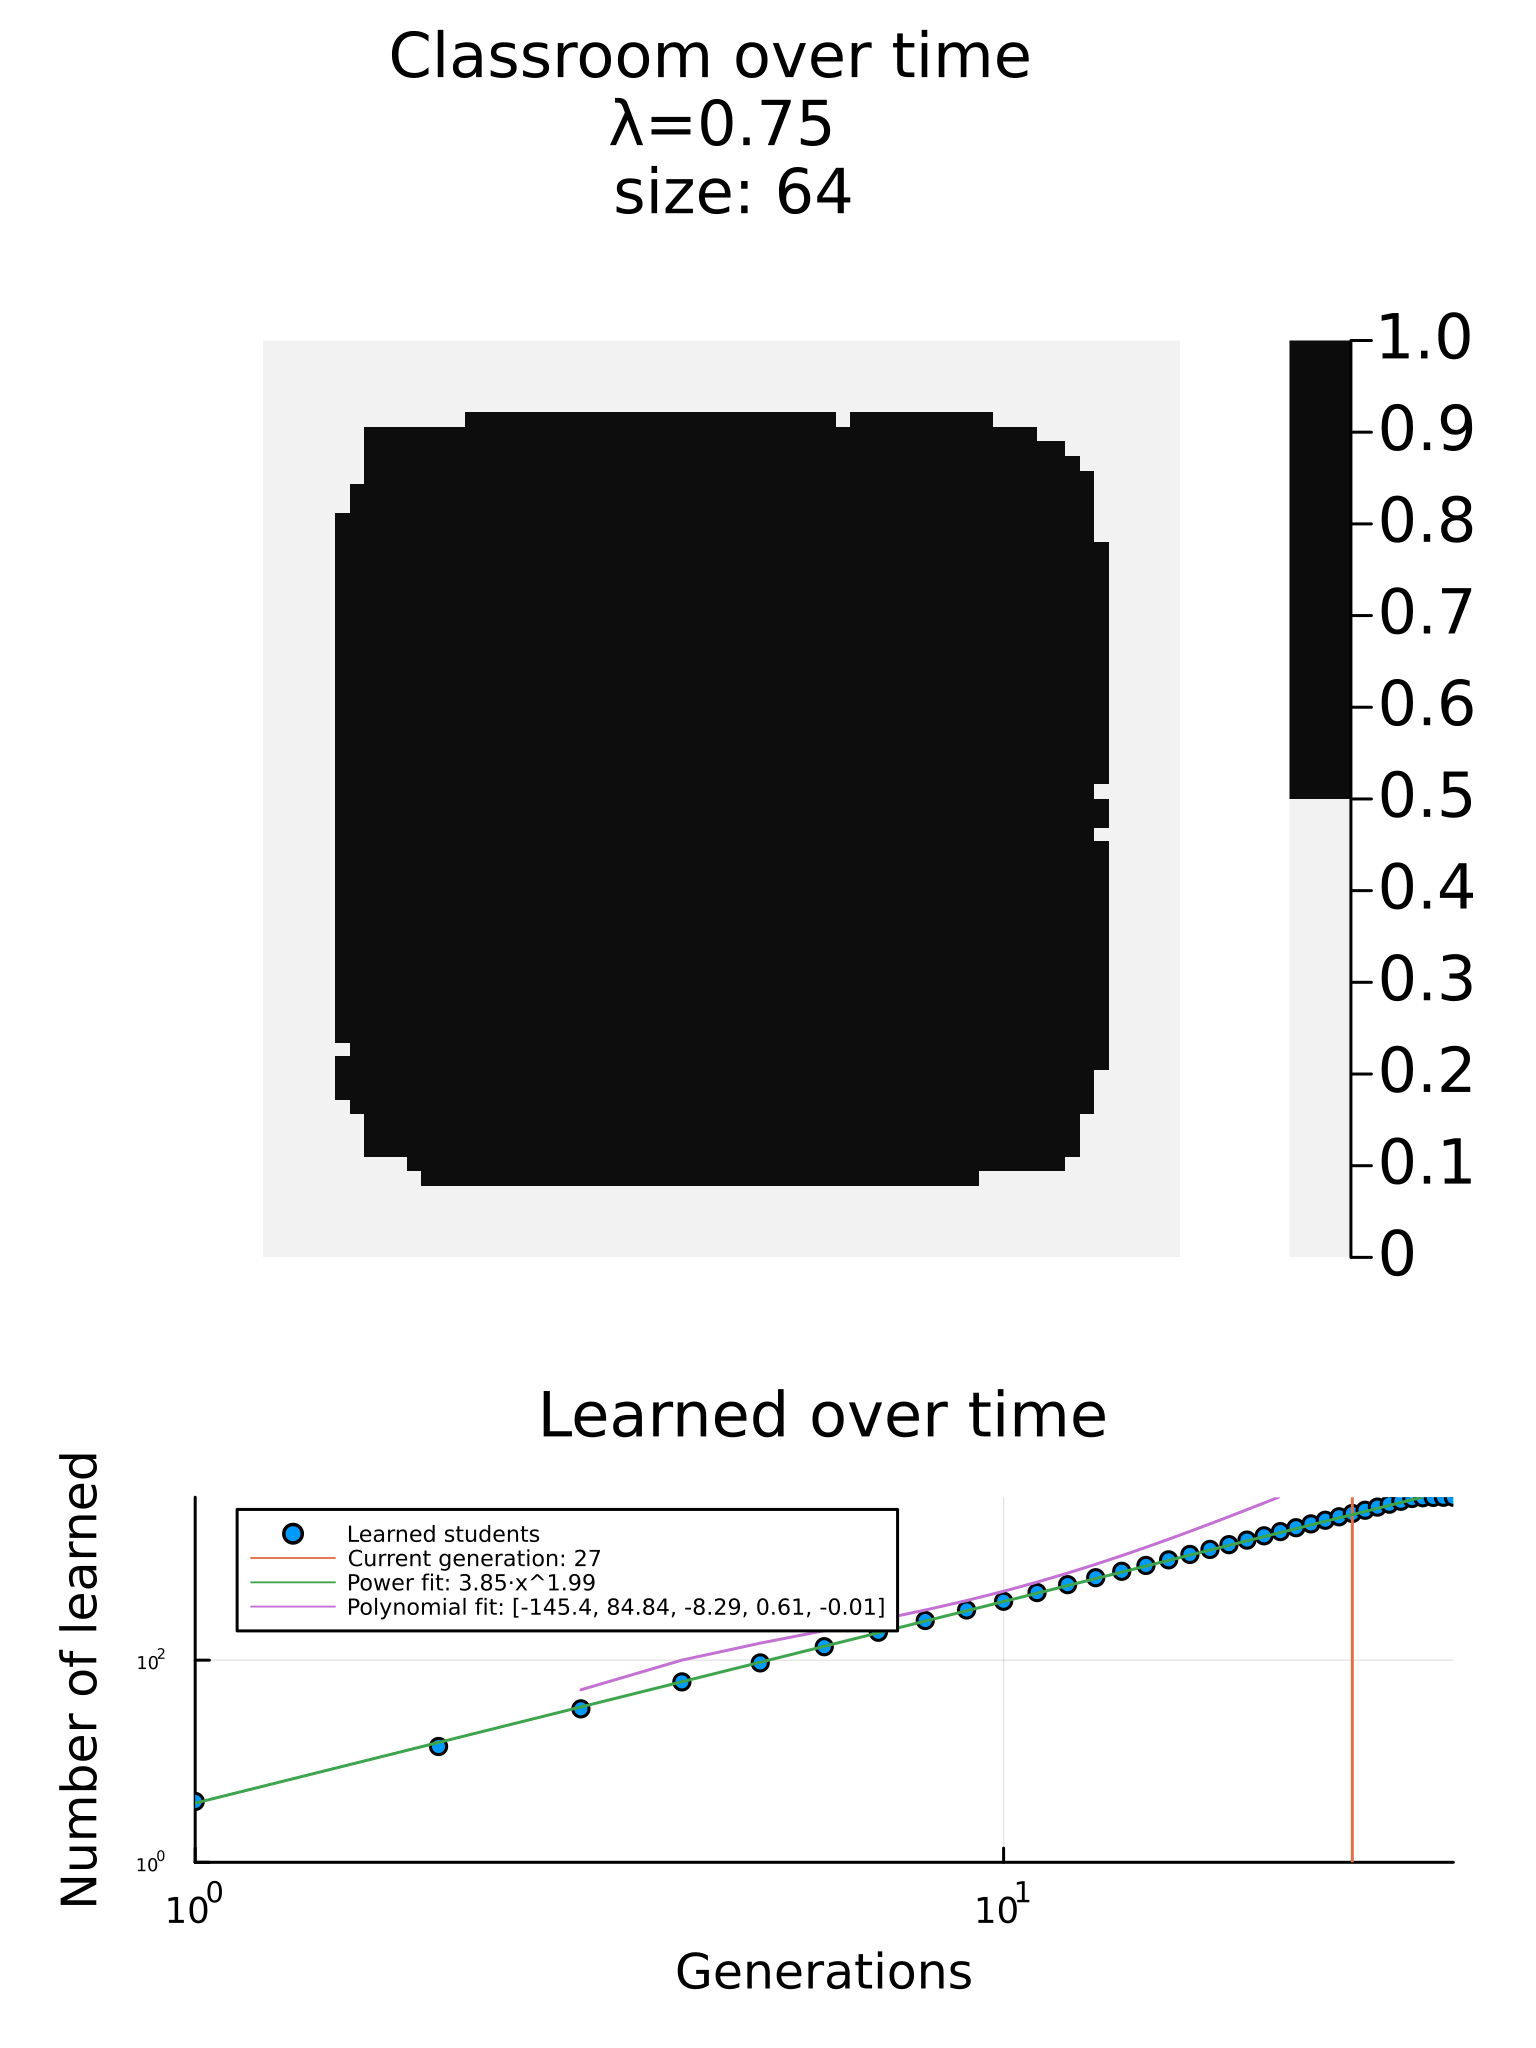 Classroom over time
λ=0.75
size: 64
1.0
0.9
0.8
0.7
0.6
0.5
0.4
0.3
0.2
0.1
0
Learned over time
Number of learned
Learned students
Current generation: 27
Power fit: 3.85·x^1.99
Polynomial fit: [-145.4, 84.84, -8.29, 0.61, -0.01]
10²
10⁰
10⁰
10¹
Generations